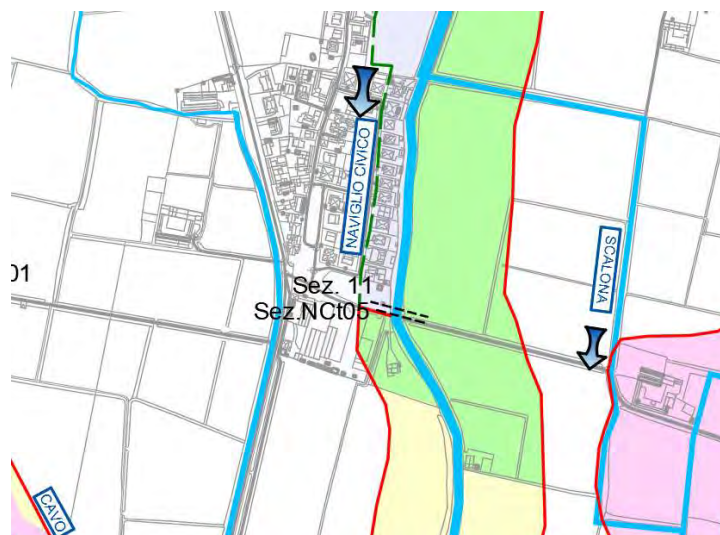 NAVIGLIO CIVICO
SCALONA
01
Sez. 11
Sez.NCt05
CAVO